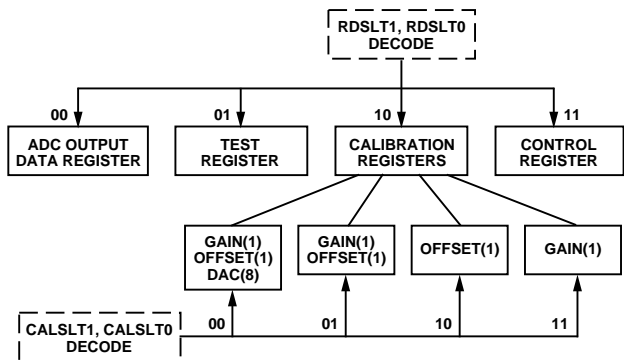 RDSLT1, RDSLT0
DECODE
00
01
10
11
ADC OUTPUT
DATA REGISTER
TEST
REGISTER
CALIBRATION
REGISTERS
CONTROL
REGISTER
GAIN(1)
OFFSET(1)
DAC(8)
GAIN(1)
OFFSET(1)
OFFSET(1)
GAIN(1)
CALSLT1, CALSLT0
DECODE
00
01
10
11